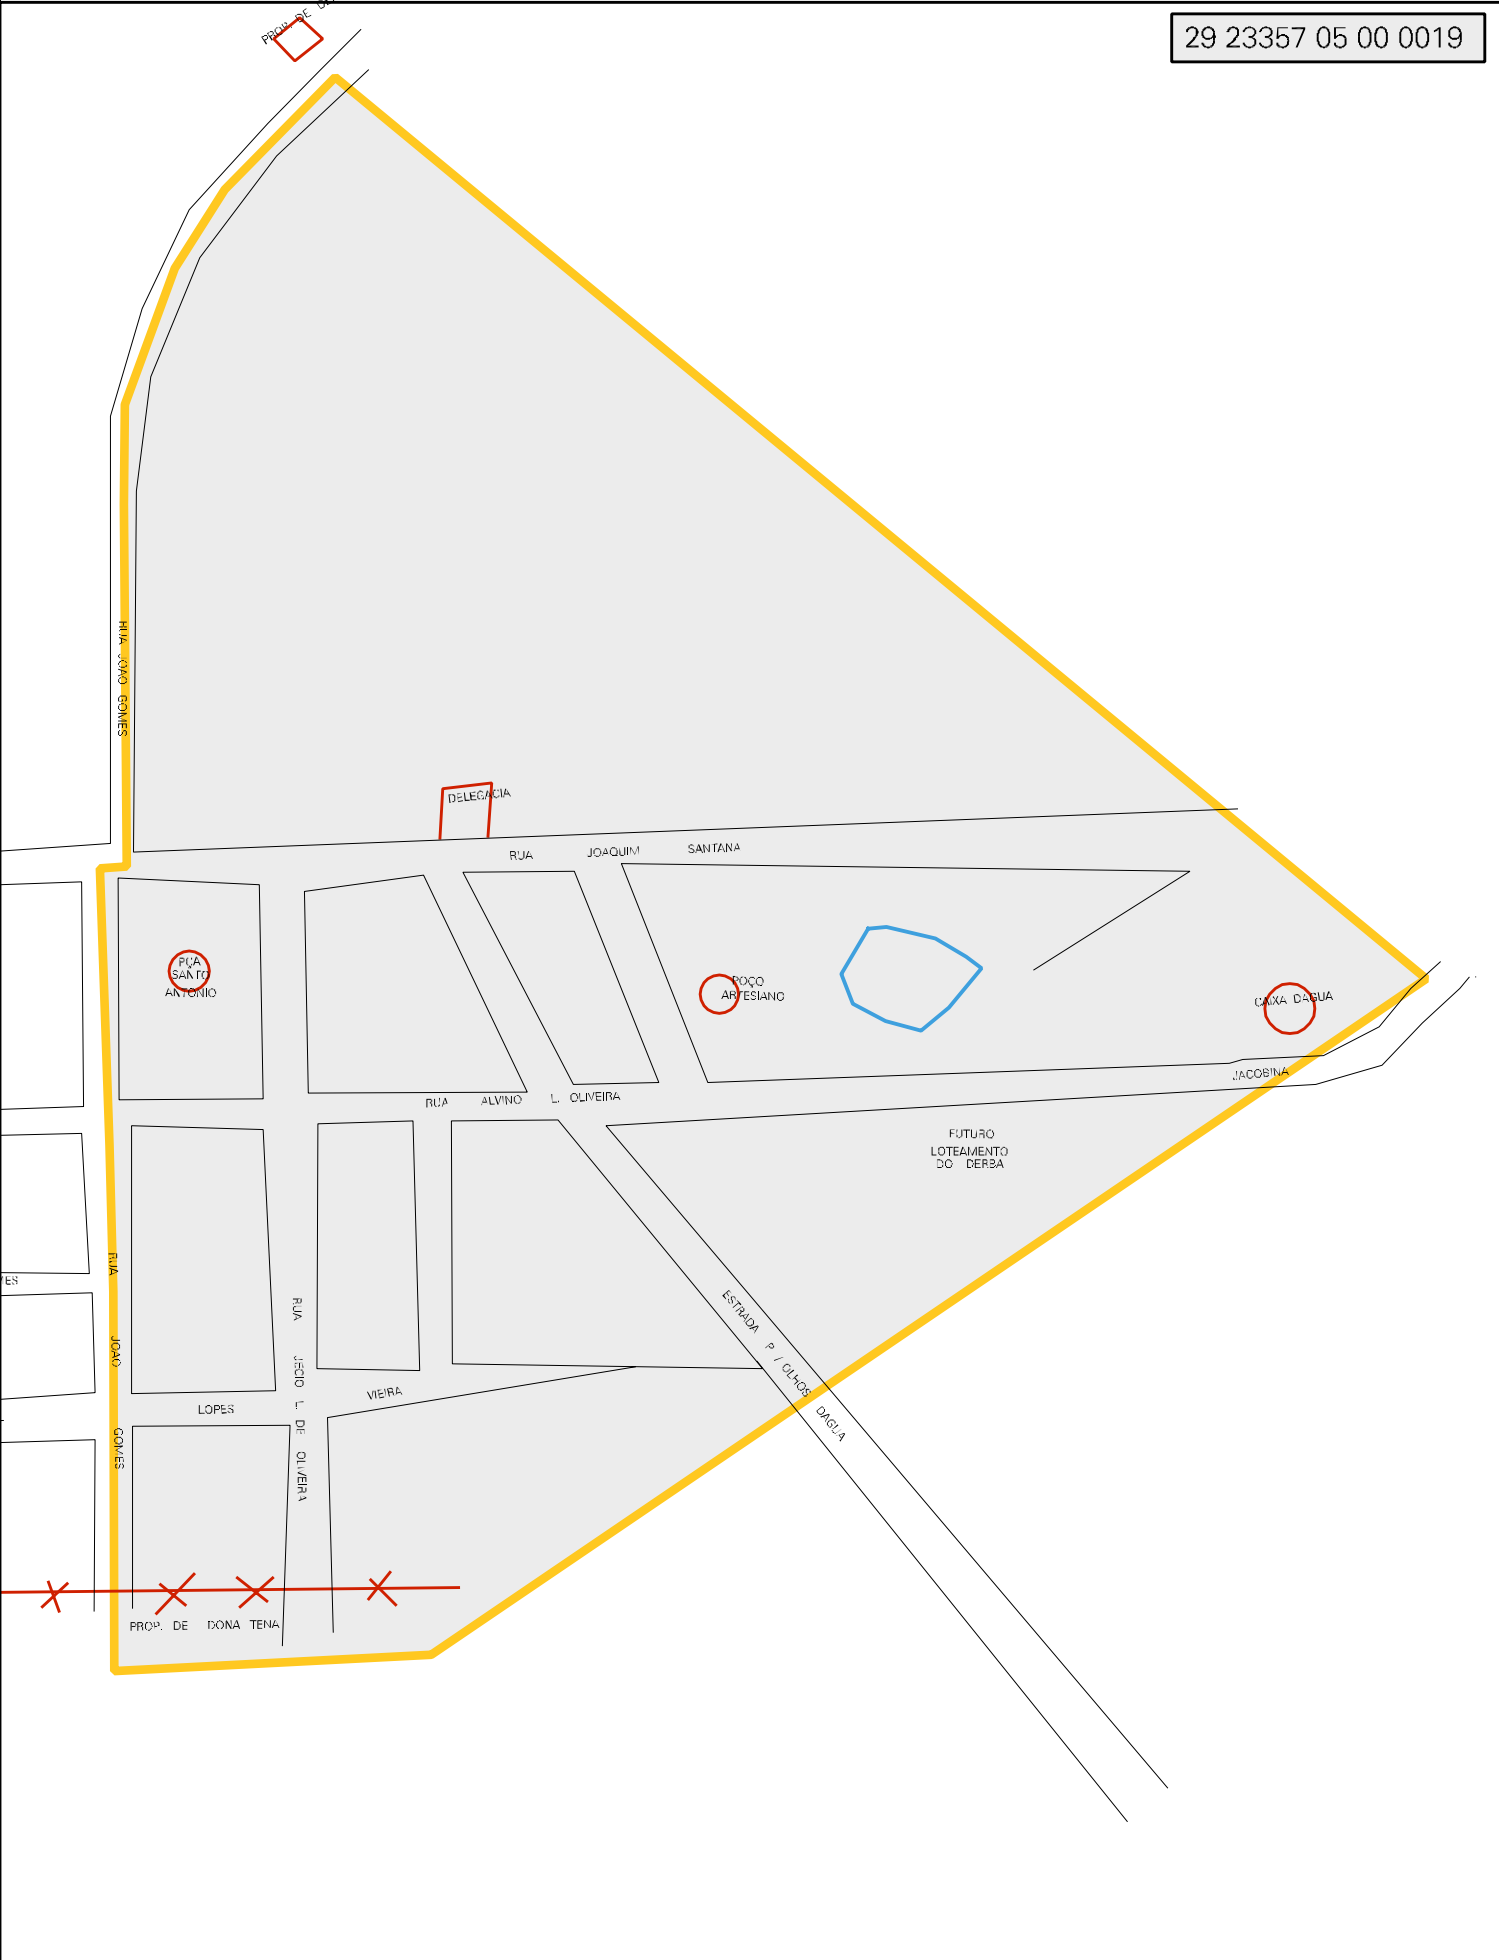 PROP. DE
29 23357 05 00 0019
RUA JOAO GOMES
DELEGACIA
RUA JOAQUIM SANTANA
PÇA
SANTO
ANTONIO
POÇO
ARTESIANO
CAIXA DAGUA
JACOBINA
RUA ALVINO L. OLIVEIRA
FUTURO
LOTEAMENTO
DO DERBA
RUA JOAO GOMES
RUA JECIO L. DE OLIVEIRA
ESTRADA P / OLHOS DAGUA
LOPES VIEIRA
PROP. DE DONA TENA